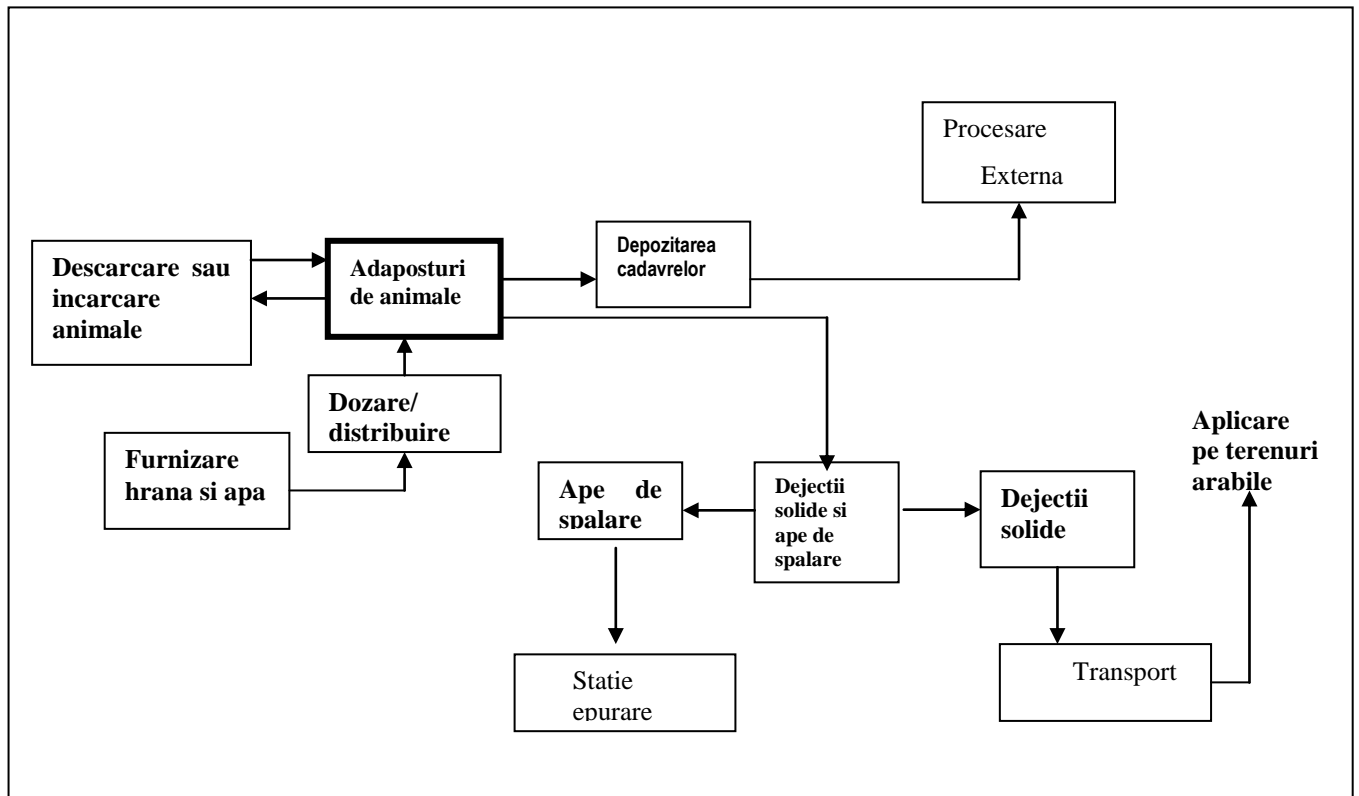 Procesare
Externa
Descarcare sau
incarcare
animale
Adaposturi
de animale
Depozitarea
cadavrelor
Dozare/
distribuire
Furnizare
hrana si apa
Aplicare
pe terenuri
arabile
Ape de
spalare
Dejectii
solide si
ape de
spalare
Dejectii
solide
Statie
epurare
Transport